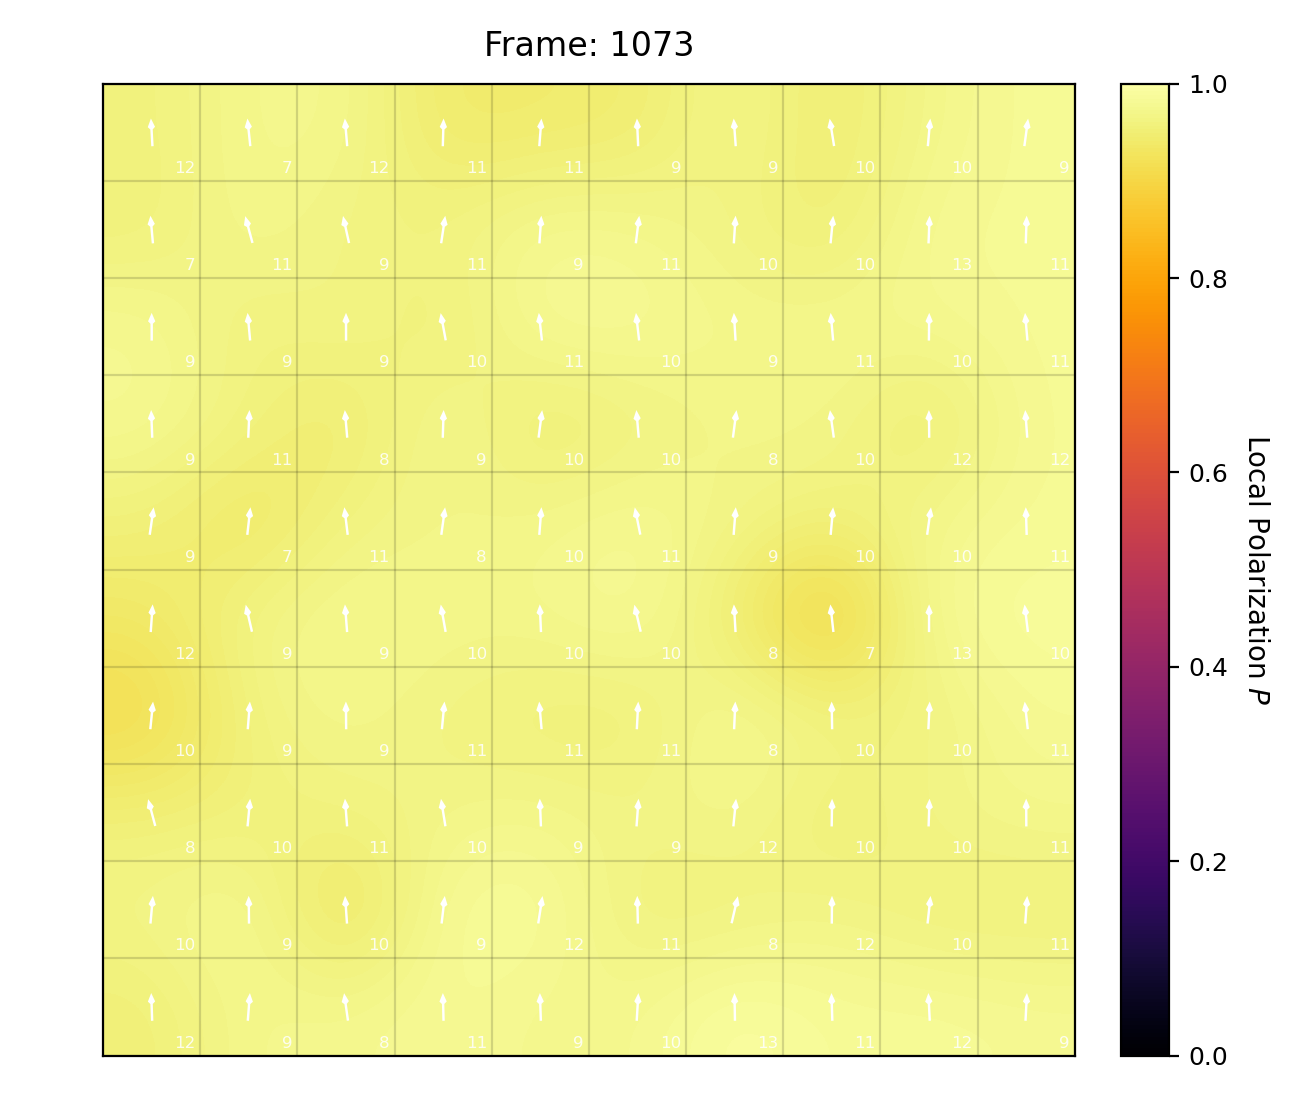 Frame: 1073
12 7 12 11 11 9 9 10 10 9
7 11 9 11 9 11 10 10 13 11
9 9 9 10 11 10 9 11 10 11
9 11 8 9 10 10 8 10 12 12
9 7 11 8 10 11 9 10 10 11
12 9 9 10 10 10 8 7 13 10
10 9 9 11 11 11 8 10 10 11
8 10 11 10 9 9 12 10 10 11
10 9 10 9 12 11 8 12 10 11
12 9 8 11 9 10 13 11 12 9
1.0
0.8
0.6
0.4
0.2
0.0
Local Polarization P